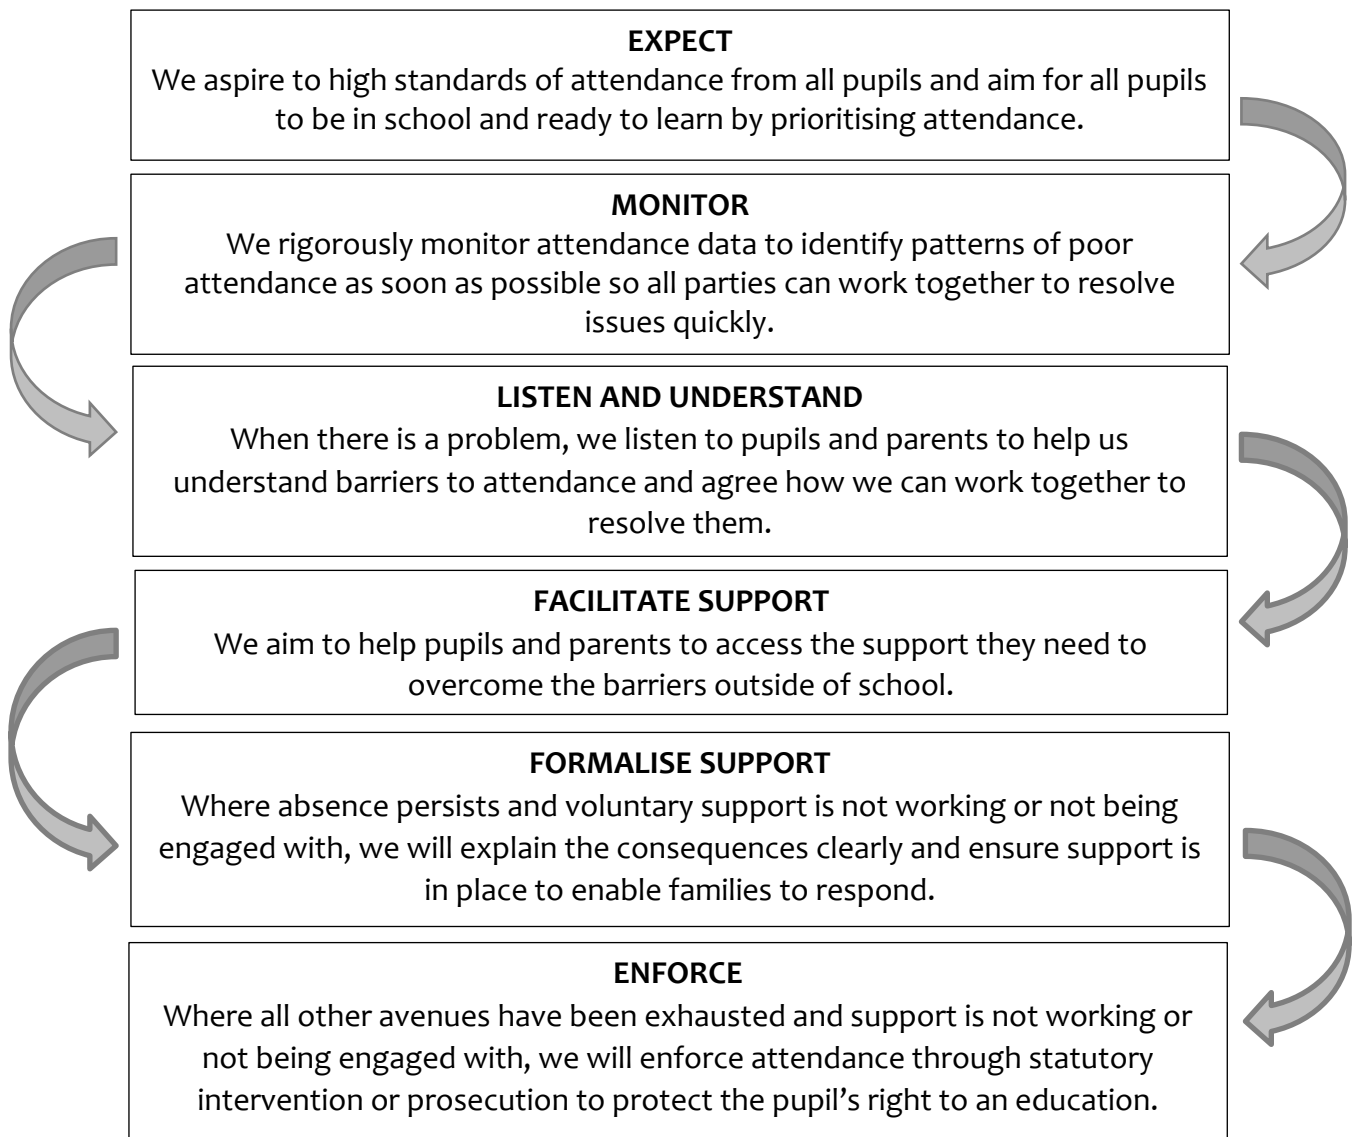 EXPECT
We aspire to high standards of attendance from all pupils and aim for all pupils
to be in school and ready to learn by prioritising attendance.
MONITOR
We rigorously monitor attendance data to identify patterns of poor
attendance as soon as possible so all parties can work together to resolve
issues quickly.
LISTEN AND UNDERSTAND
When there is a problem, we listen to pupils and parents to help us
understand barriers to attendance and agree how we can work together to
resolve them.
FACILITATE SUPPORT
We aim to help pupils and parents to access the support they need to
overcome the barriers outside of school.
FORMALISE SUPPORT
Where absence persists and voluntary support is not working or not being
engaged with, we will explain the consequences clearly and ensure support is
in place to enable families to respond.
ENFORCE
Where all other avenues have been exhausted and support is not working or
not being engaged with, we will enforce attendance through statutory
intervention or prosecution to protect the pupil’s right to an education.